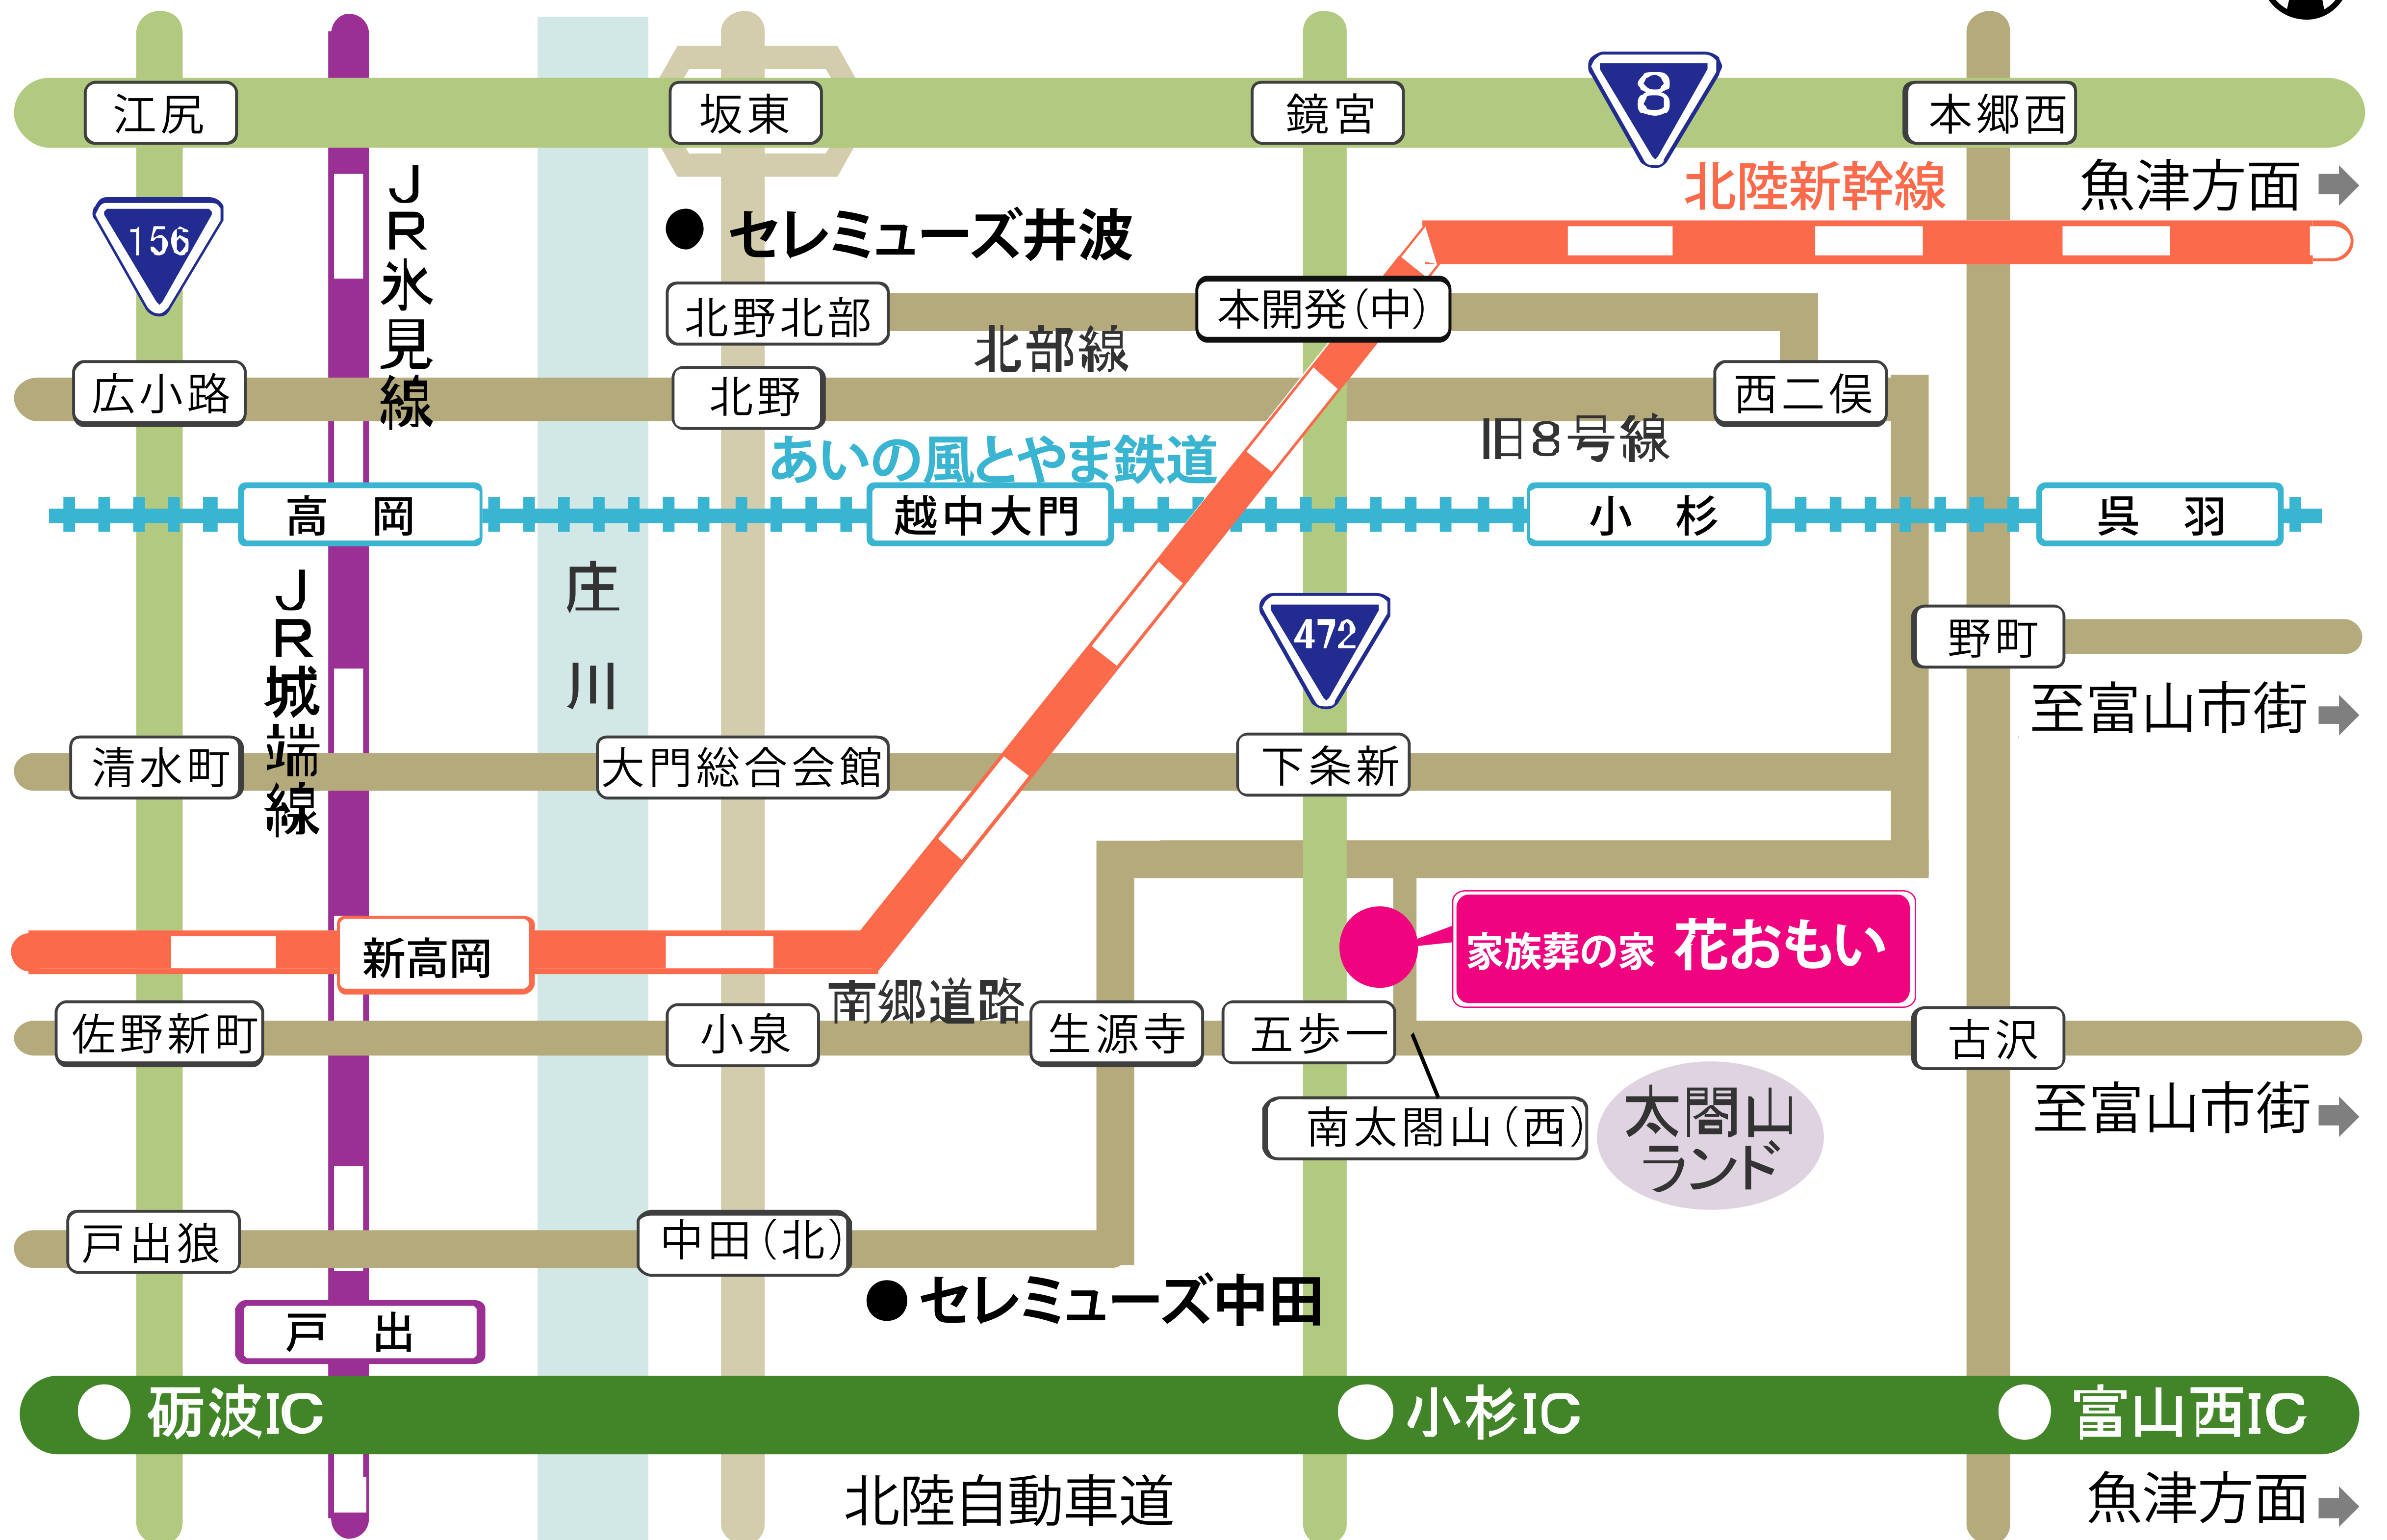 江尻
坂東
鏡宮
8
本郷西
北陸新幹線
魚津方面
156
JR氷見線
セレミューズ井波
北野北部
本開発（中）
北部線
広小路
北野
西二俣
旧8号線
あいの風とやま鉄道
高　岡
越中大門
小　杉
呉　羽
JR城端線
庄川
472
野町
至富山市街
清水町
大門総合会館
下条新
新高岡
家族葬の家 花おもい
南郷道路
佐野新町
小泉
生源寺
五歩一
古沢
南太閤山（西）
太閤山
ランド
至富山市街
戸出狼
中田（北）
セレミューズ中田
戸　出
砺波IC
小杉IC
富山西IC
北陸自動車道
魚津方面